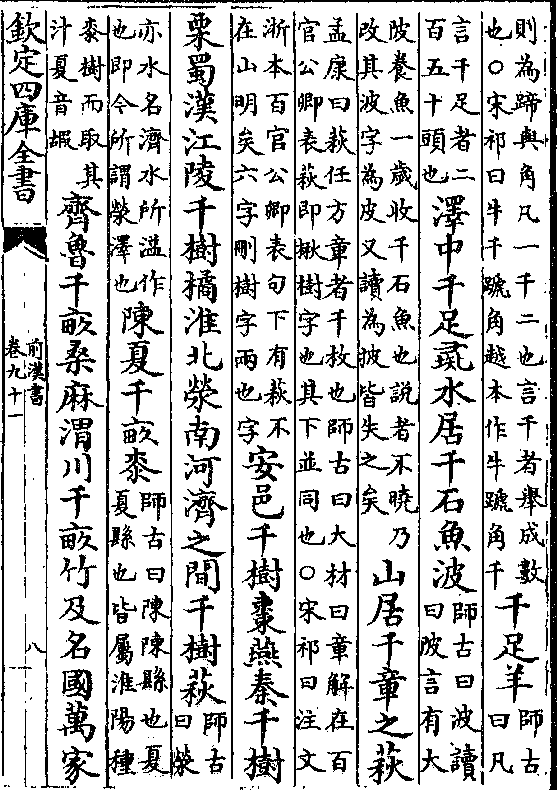 則為蹄與角凡一千二也言千者舉成數
也○宋祁曰牛千蹏角越本作牛蹏角千
千足羊
師古
曰凡
言千足者二
百五十頭也
澤中千足彘水居千石魚波
師古曰波讀
曰陂言有大
陂養魚一歲收千石魚也說者不曉乃
改其波字為皮又讀為披皆失之矣
山居千章之萩
孟康曰萩任方章者千枚也師古曰大材曰章解在百
官公卿表萩即楸樹字也其下並同也○宋祁曰注文
浙本百官公卿表句下有萩不
在山明矣六字刪樹字兩也字
安邑千樹棗燕秦千樹
栗蜀漢江陵千樹橘淮北滎南河濟之間千樹萩
師古
曰滎
亦水名濟水所溢作
也即今所謂滎澤也
陳夏千畝桼
師古曰陳陳縣也夏
夏縣也皆屬淮陽種
桼樹而取其
汁夏音嘏
齊魯千畝桑麻渭川千畝竹及名國萬家
欽定四庫全書
前漢書
卷九十一
八